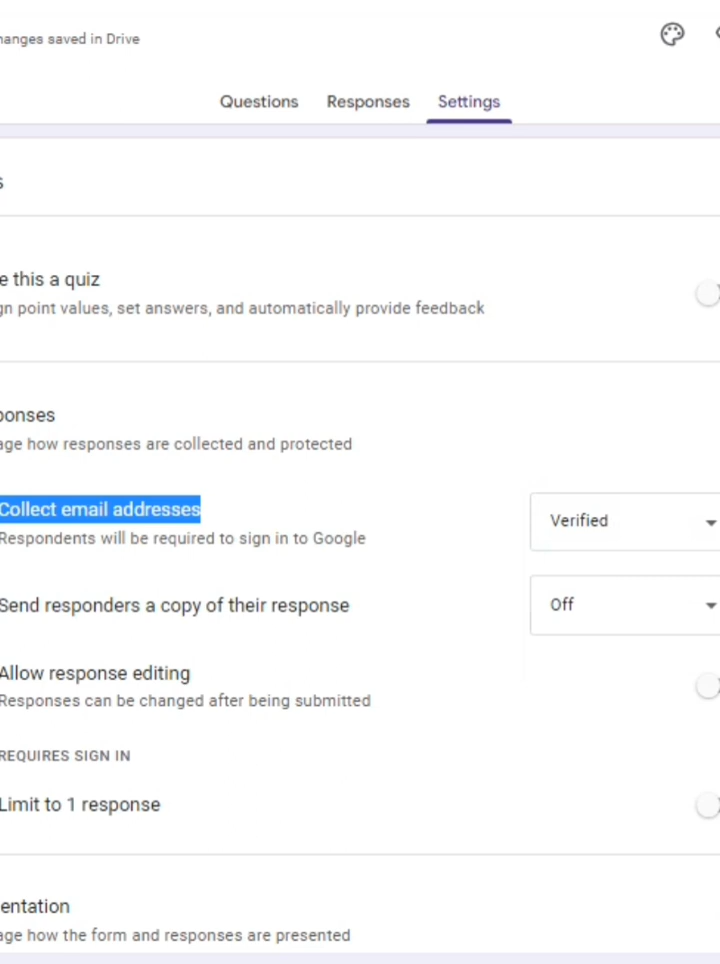 hanges saved in Drive
Questions Responses Settings
s
e this a quiz
gn point values, set answers, and automatically provide feedback
ponses
age how responses are collected and protected
Collect email addresses
Verified
Respondents will be required to sign in to Google
Send responders a copy of their response
Off
Allow response editing
Responses can be changed after being submitted
REQUIRES SIGN IN
Limit to 1 response
entation
age how the form and responses are presented